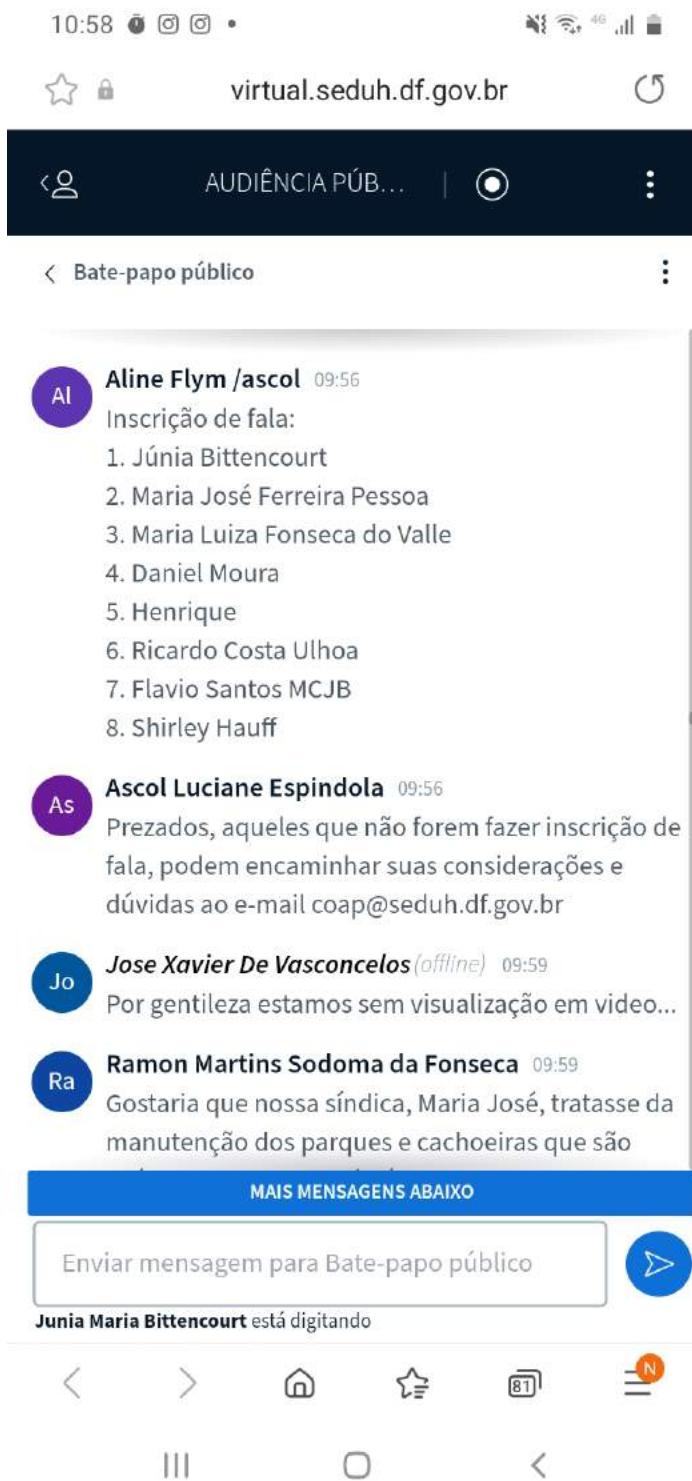 10:58
4G
virtual.seduh.df.gov.br
AUDIÊNCIA PÚB...
Bate-papo público
Al
Aline Flym /ascol 09:56
Inscrição de fala:
1. Júnia Bittencourt
2. Maria José Ferreira Pessoa
3. Maria Luiza Fonseca do Valle
4. Daniel Moura
5. Henrique
6. Ricardo Costa Ulhoa
7. Flavio Santos MCJB
8. Shirley Hauff
As
Ascol Luciane Espindola 09:56
Prezados, aqueles que não forem fazer inscrição de
fala, podem encaminhar suas considerações e
dúvidas ao e-mail coap@seduh.df.gov.br
Jo
Jose Xavier De Vasconcelos (offline) 09:59
Por gentileza estamos sem visualização em video...
Ra
Ramon Martins Sodoma da Fonseca 09:59
Gostaria que nossa síndica, Maria José, tratasse da
manutenção dos parques e cachoeiras que são
MAIS MENSAGENS ABAIXO
Enviar mensagem para Bate-papo público
Junia Maria Bittencourt está digitando
81
N